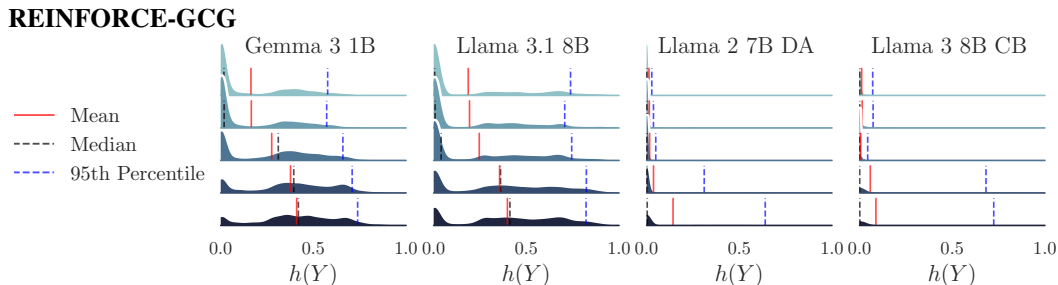 REINFORCE-GCG
Gemma 3 1B
Llama 3.1 8B
Llama 2 7B DA
Llama 3 8B CB
Mean
Median
95th Percentile
0.0 0.5 1.0
0.0 0.5 1.0
0.0 0.5 1.0
0.0 0.5 1.0
h(Y) h(Y) h(Y) h(Y)